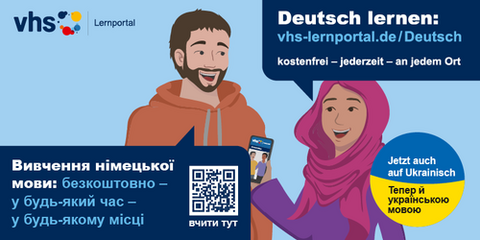 vhs Lernportal
Deutsch lernen:
vhs-lernportal.de/Deutsch
kostenfrei – jederzeit – an jedem Ort
Вивчення німецької
мови: безкоштовно –
у будь-який час –
у будь-якому місці
вчити тут
Jetzt auch
auf Ukrainisch
Тепер й
українською
мовою